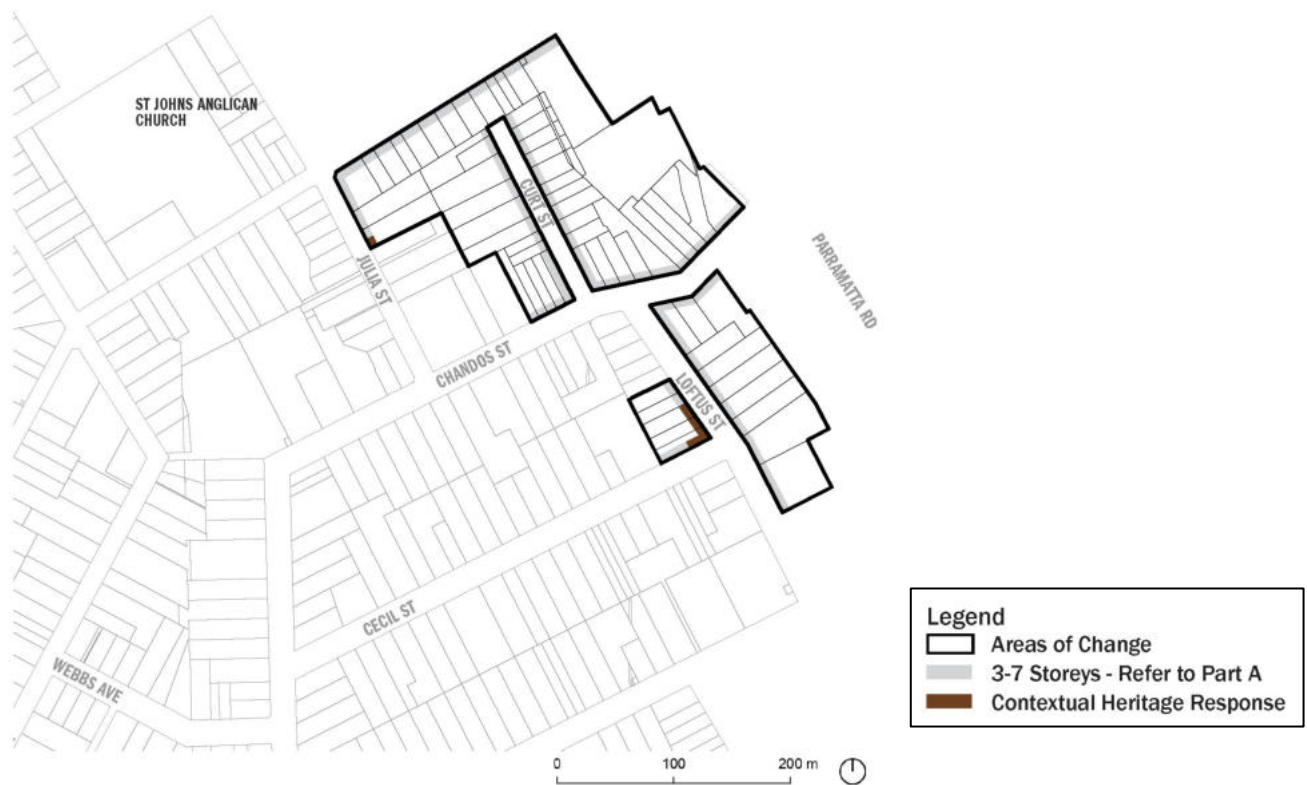 ST JOHNS ANGLICAN
CHURCH
CURT ST
JULIA ST
PARRAMATTA RD
CHANDOS ST
LOFTUS ST
CECIL ST
WEBBS AVE
Legend
Areas of Change
3-7 Storeys - Refer to Part A
Contextual Heritage Response
0 100 200 m